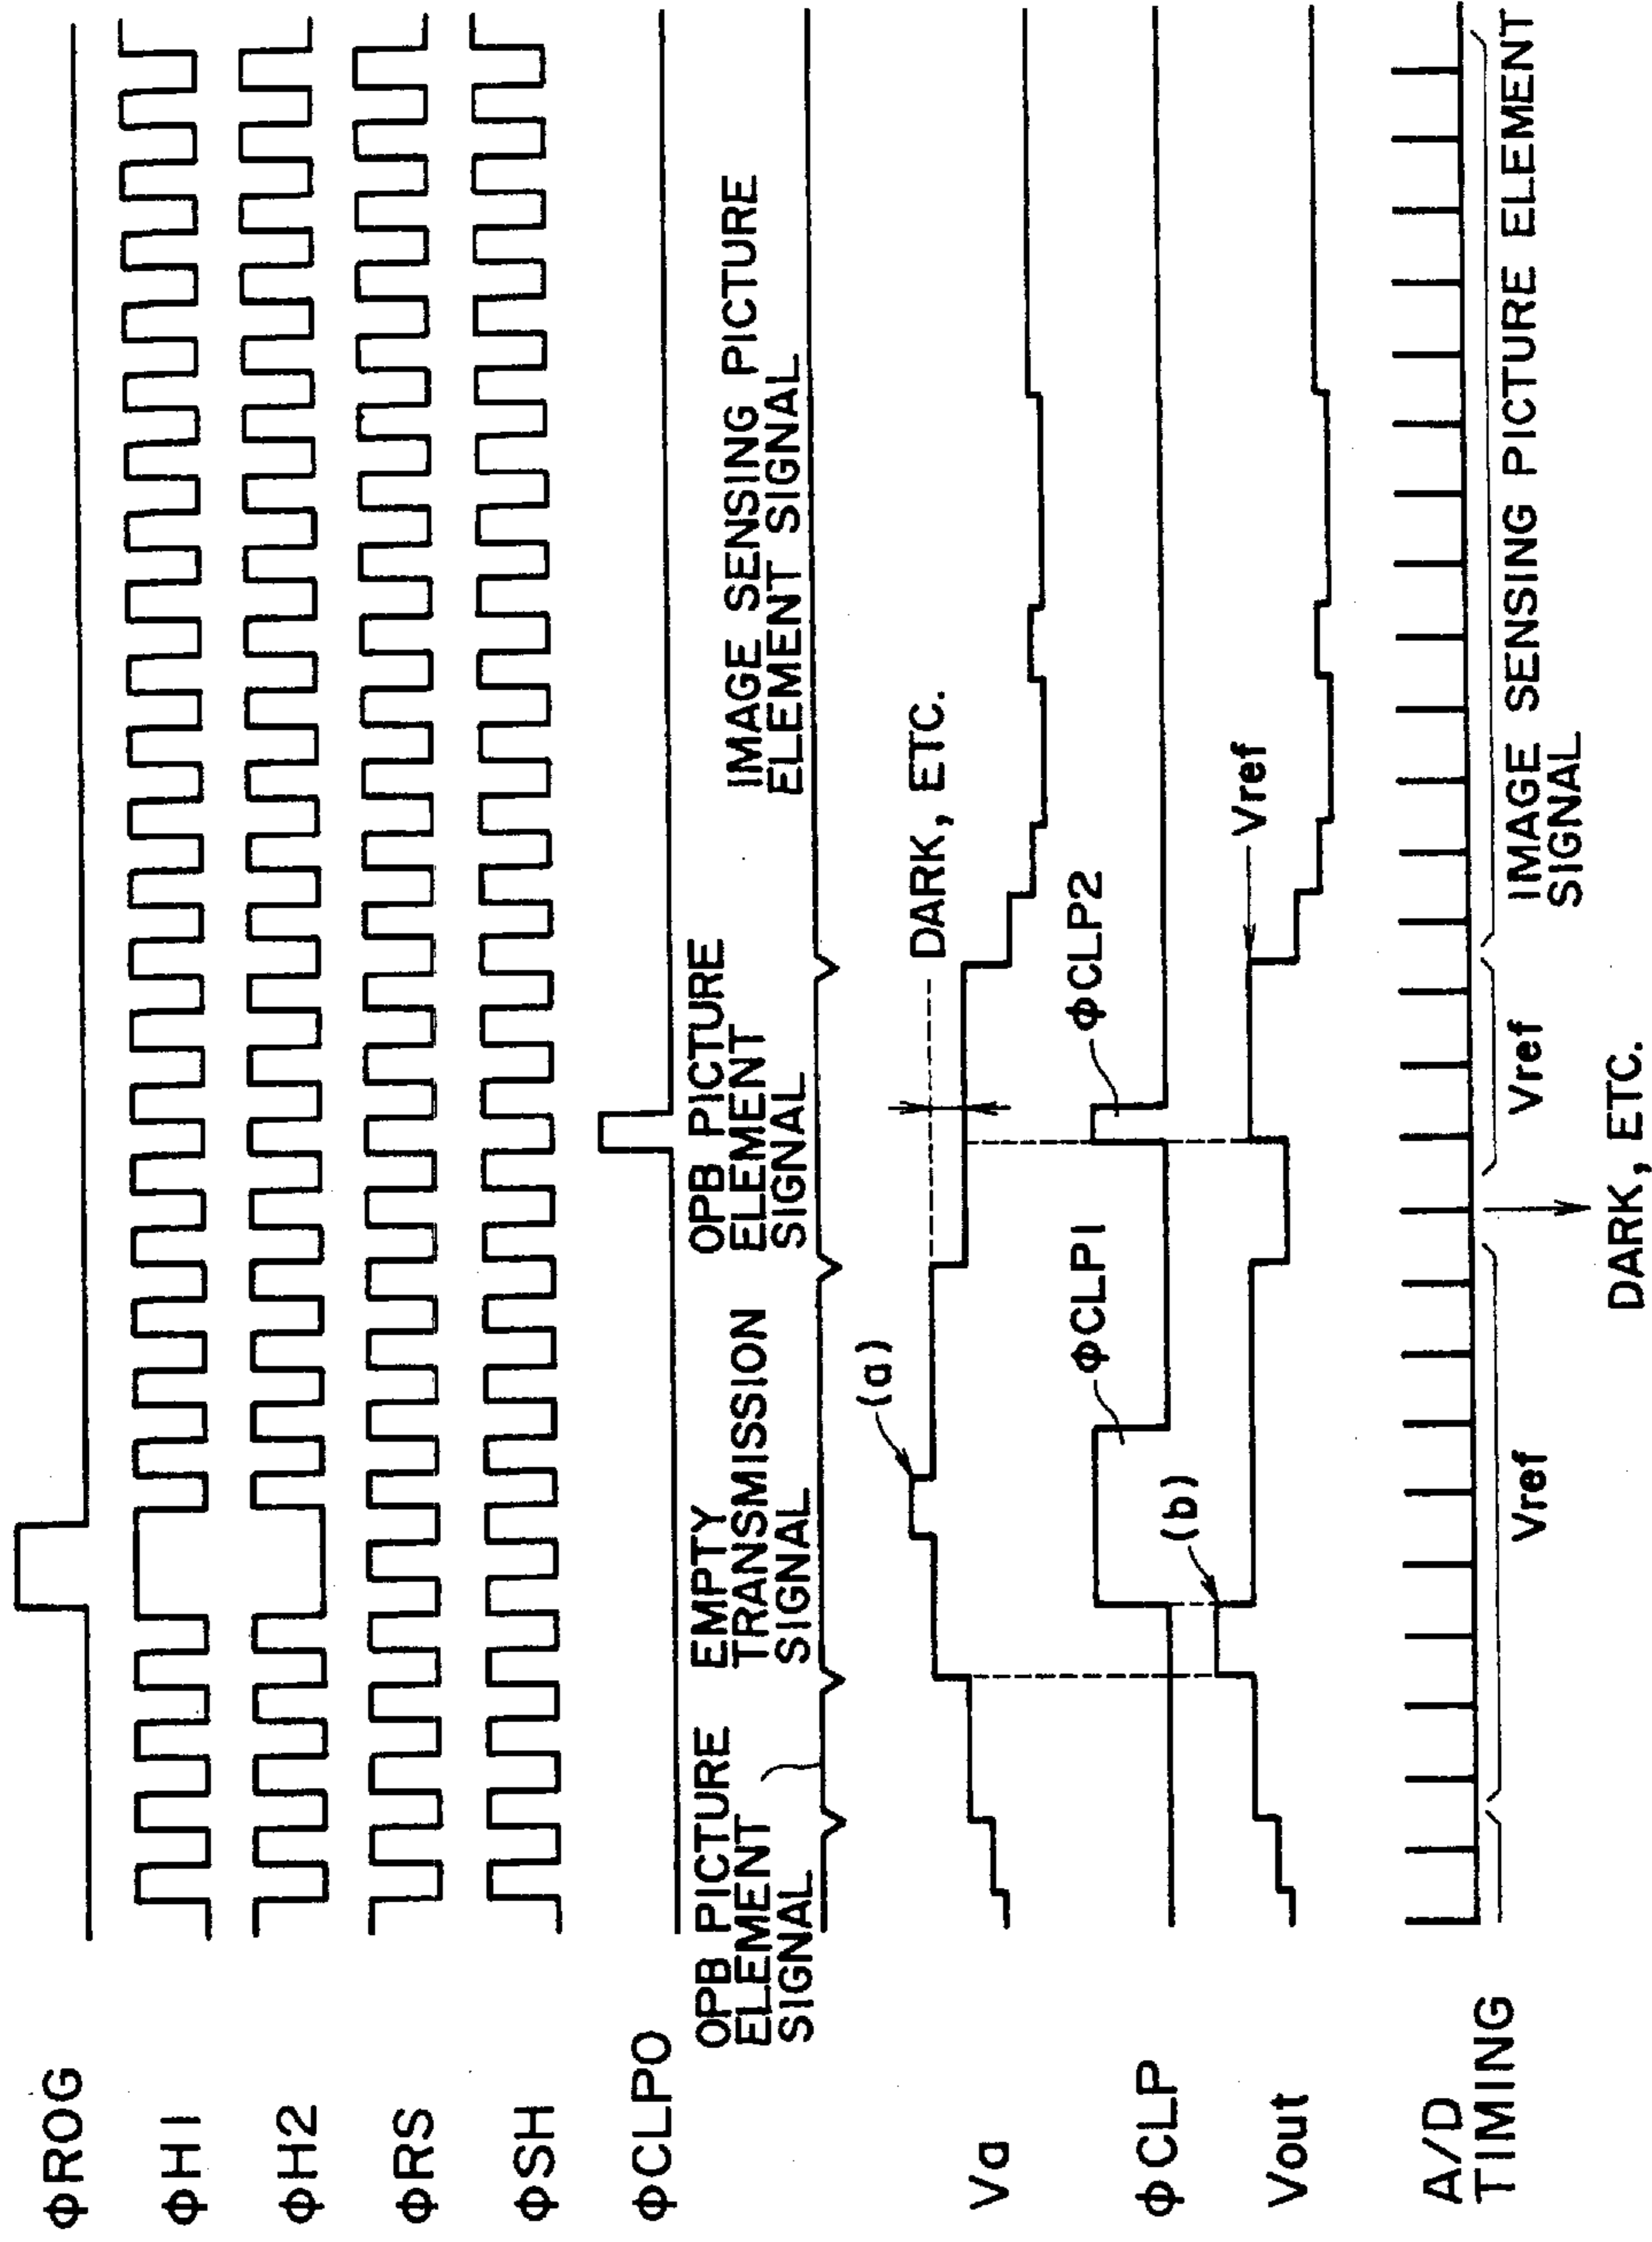 φROG
φH1
φH2
φRS
φSH
φCLPO
OPB PICTURE
ELEMENT
SIGNAL
EMPTY
TRANSMISSION
SIGNAL
OPB PICTURE
ELEMENT
SIGNAL
IMAGE SENSING PICTURE
ELEMENT SIGNAL
(a)
DARK, ETC.
Va
φCLP1
φCLP2
φCLP
(b)
Vref
Vout
A/D
TIMING
Vref
Vref
IMAGE SENSING PICTURE ELEMENT
SIGNAL
DARK, ETC.